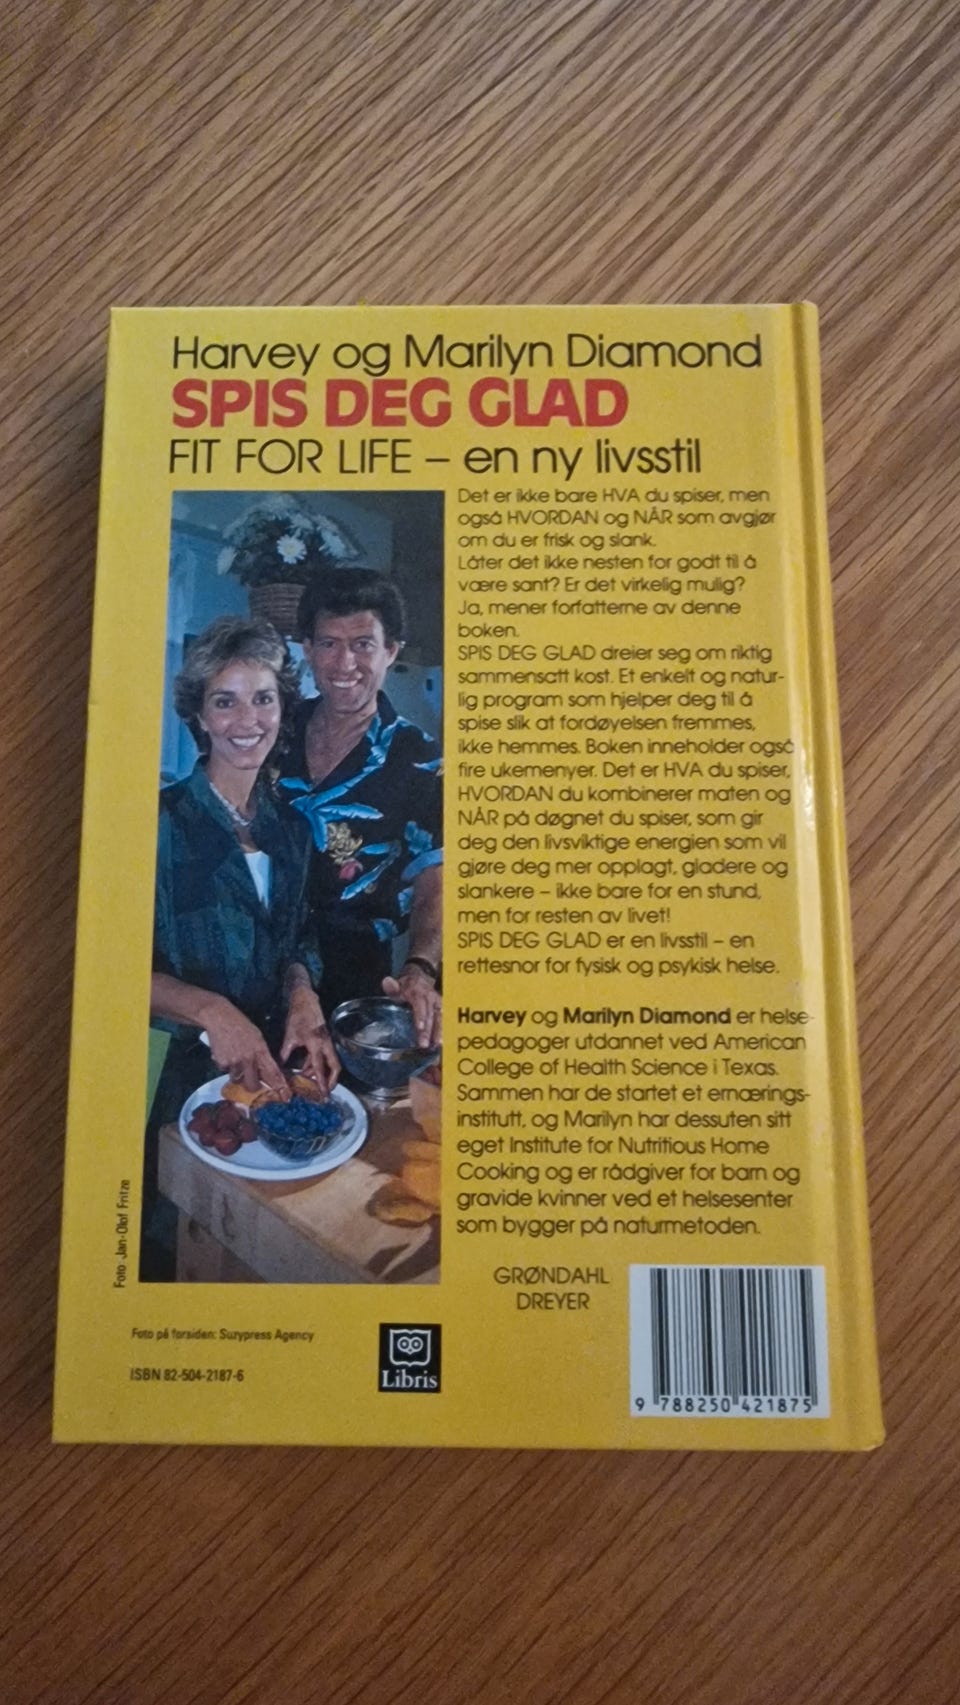 Harvey og Marilyn Diamond
SPIS DEG GLAD
FIT FOR LIFE – en ny livsstil
Det er ikke bare HVA du spiser, men
også HVORDAN og NÅR som avgjør
om du er frisk og slank.
Låter det ikke nesten for godt til å
være sant? Er det virkelig mulig?
Ja, mener forfatterne av denne
boken.
SPIS DEG GLAD dreier seg om riktig
sammensatt kost. Et enkelt og natur-
lig program som hjelper deg til å
spise slik at fordøyelsen fremmes,
ikke hemmes. Boken inneholder også
fire ukemenyer. Det er HVA du spiser,
HVORDAN du kombinerer maten og
NÅR på døgnet du spiser, som gir
deg den livsviktige energien som vil
gjøre deg mer opplagt, gladere og
slankere – ikke bare for en stund,
men for resten av livet!
SPIS DEG GLAD er en livsstil – en
rettesnor for fysisk og psykisk helse.
Harvey og Marilyn Diamond er helse-
pedagoger utdannet ved American
College of Health Science i Texas.
Sammen har de startet et ernærings-
institutt, og Marilyn har dessuten sitt
eget Institute for Nutritious Home
Cooking og er rådgiver for barn og
gravide kvinner ved et helsesenter
som bygger på naturmetoden.
Foto Jan-Olof Fritze
GRØNDAHL
DREYER
Foto på forsiden: Suzypress Agency
ISBN 82-504-2187-6
Libris
9 788250 421875